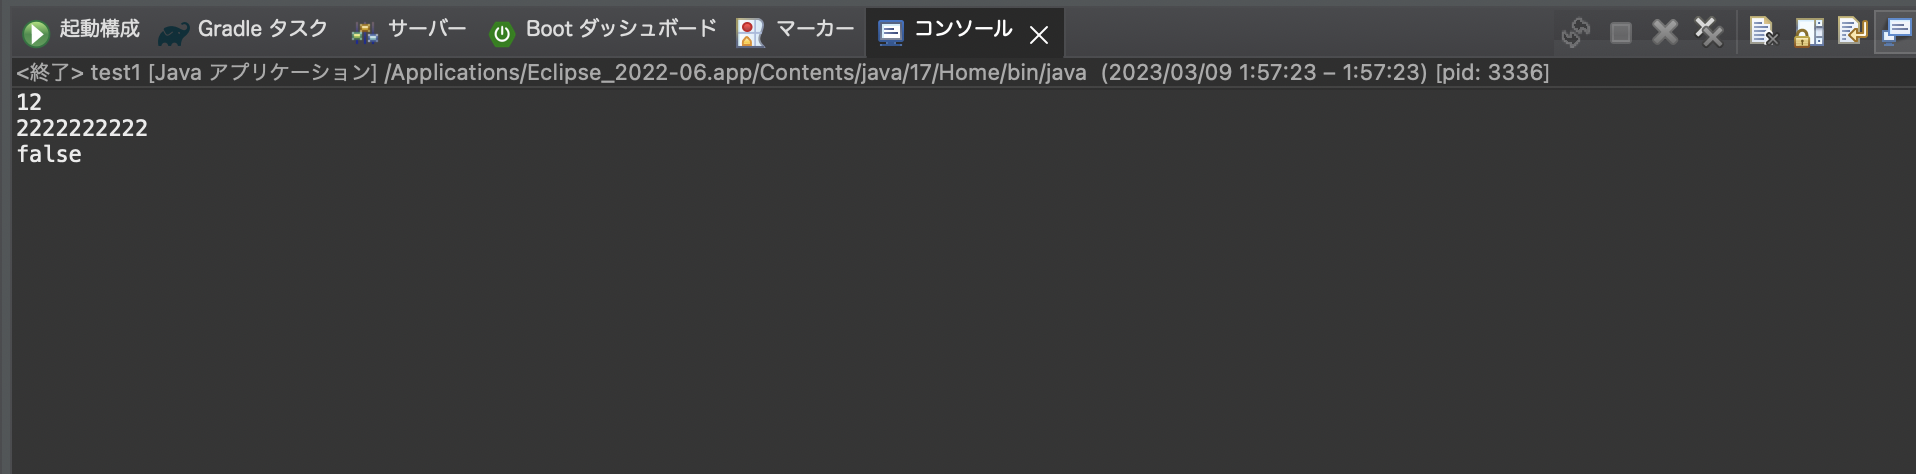 起動構成 Gradle タスク サーバー Boot ダッシュボード マーカー コンソール
<終了> test1 [Java アプリケーション] /Applications/Eclipse_2022-06.app/Contents/java/17/Home/bin/java (2023/03/09 1:57:23 – 1:57:23) [pid: 3336]
12
2222222222
false